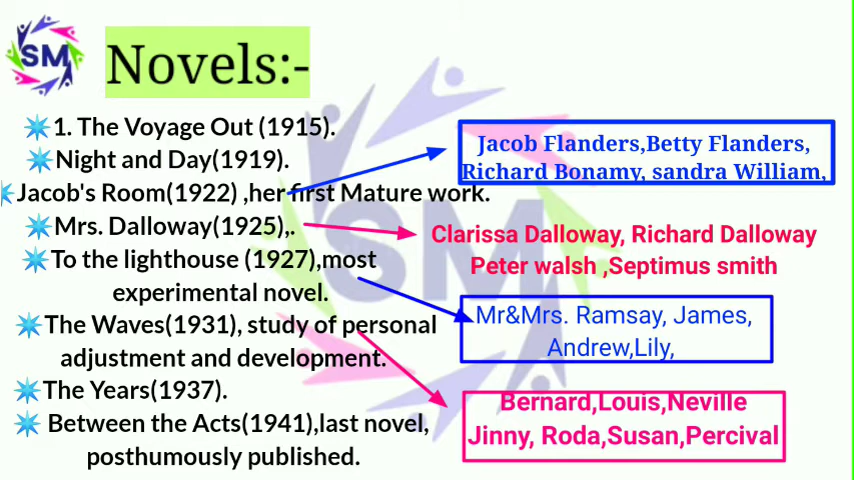 SM
Novels:-
1. The Voyage Out (1915).
Night and Day(1919).
Jacob's Room(1922) ,her first Mature work.
Mrs. Dalloway(1925),.
To the lighthouse (1927),most
experimental novel.
The Waves(1931), study of personal
adjustment and development.
The Years(1937).
Between the Acts(1941),last novel,
posthumously published.
Jacob Flanders,Betty Flanders,
Richard Bonamy, sandra William,
Clarissa Dalloway, Richard Dalloway
Peter walsh ,Septimus smith
Mr&Mrs. Ramsay, James,
Andrew,Lily,
Bernard,Louis,Neville
Jinny, Roda,Susan,Percival
SM